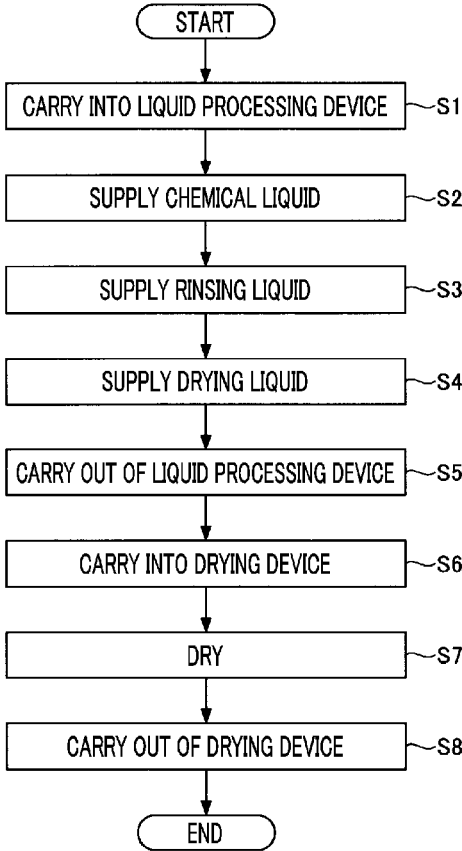 START
CARRY INTO LIQUID PROCESSING DEVICE S1
SUPPLY CHEMICAL LIQUID S2
SUPPLY RINSING LIQUID S3
SUPPLY DRYING LIQUID S4
CARRY OUT OF LIQUID PROCESSING DEVICE S5
CARRY INTO DRYING DEVICE S6
DRY S7
CARRY OUT OF DRYING DEVICE S8
END